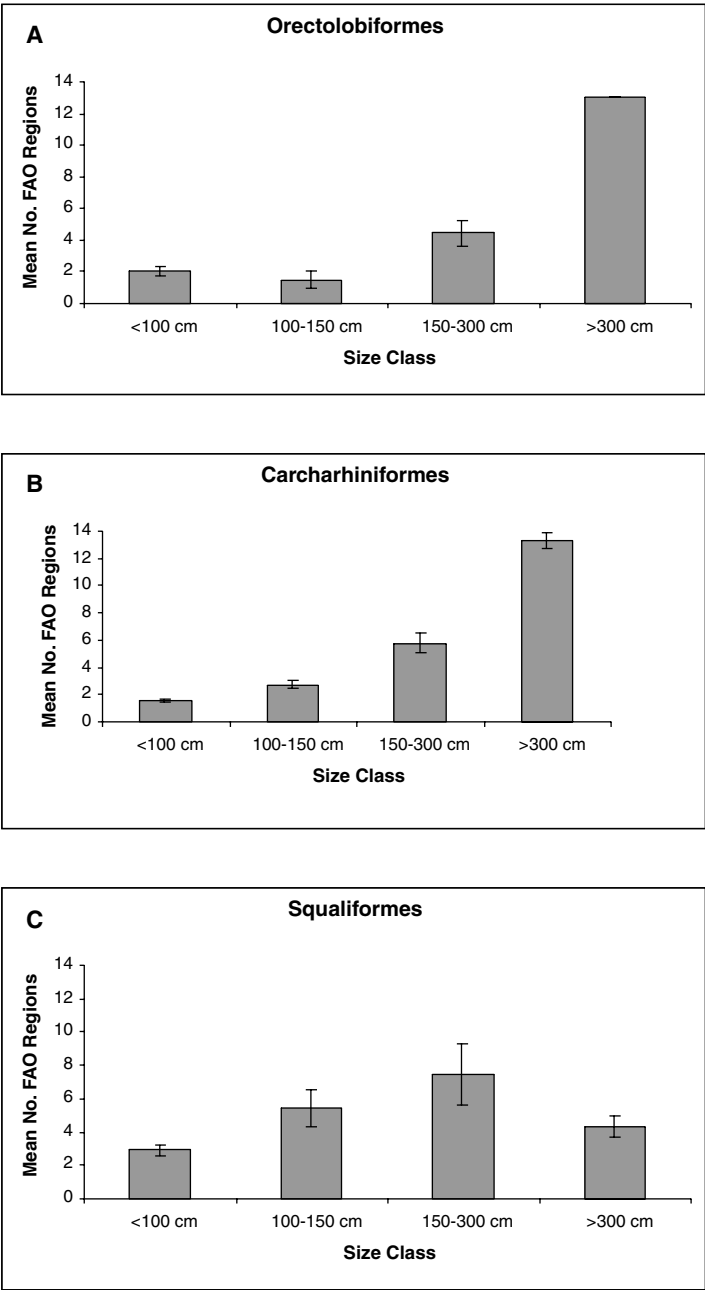 A
Orectolobiformes
Mean No. FAO Regions
14
12
10
8
6
4
2
0
<100 cm 100-150 cm 150-300 cm >300 cm
Size Class
B
Carcharhiniformes
Mean No. FAO Regions
14
12
10
8
6
4
2
0
<100 cm 100-150 cm 150-300 cm >300 cm
Size Class
C
Squaliformes
Mean No. FAO Regions
14
12
10
8
6
4
2
0
<100 cm 100-150 cm 150-300 cm >300 cm
Size Class